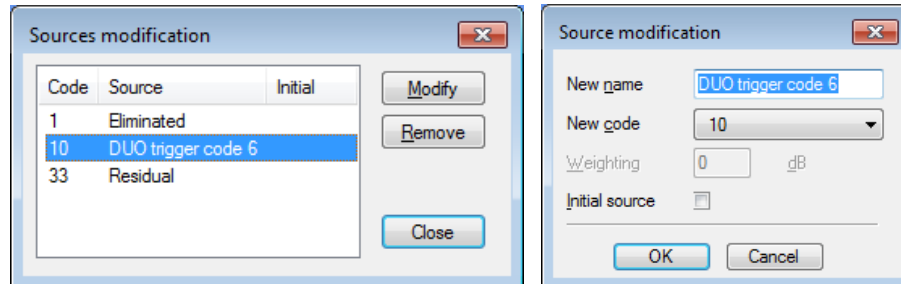 Sources modification
Code Source Initial
1 Eliminated
10 DUO trigger code 6
33 Residual
Modify
Remove
Close
Source modification
New name DUO trigger code 6
New code 10
Weighting 0 dB
Initial source
OK Cancel